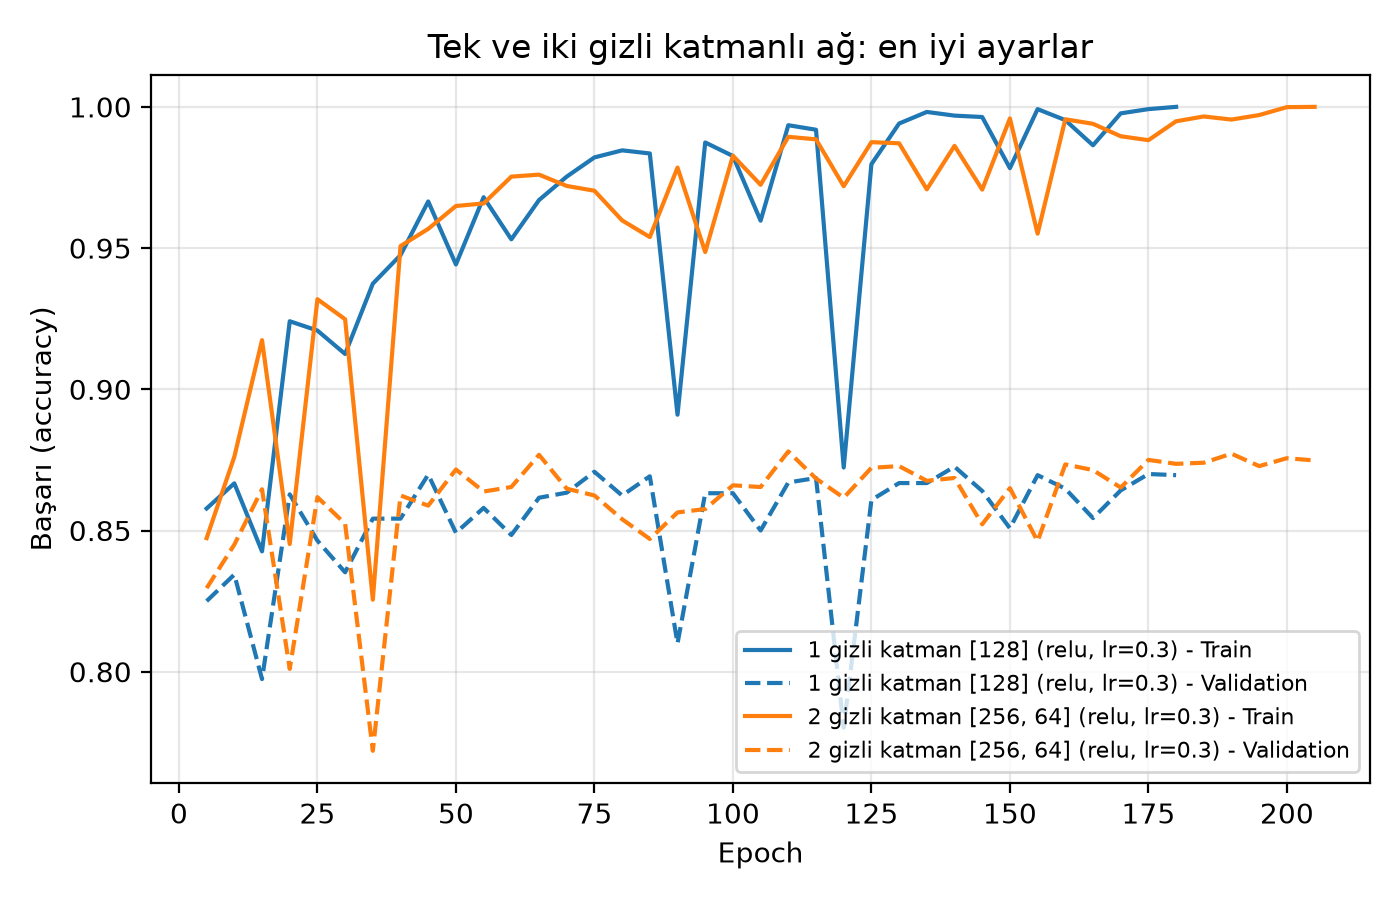 Tek ve iki gizli katmanlı ağ: en iyi ayarlar
Başarı (accuracy)
1.00
0.95
0.90
0.85
0.80
1 gizli katman [128] (relu, lr=0.3) - Train
1 gizli katman [128] (relu, lr=0.3) - Validation
2 gizli katman [256, 64] (relu, lr=0.3) - Train
2 gizli katman [256, 64] (relu, lr=0.3) - Validation
0 25 50 75 100 125 150 175 200
Epoch